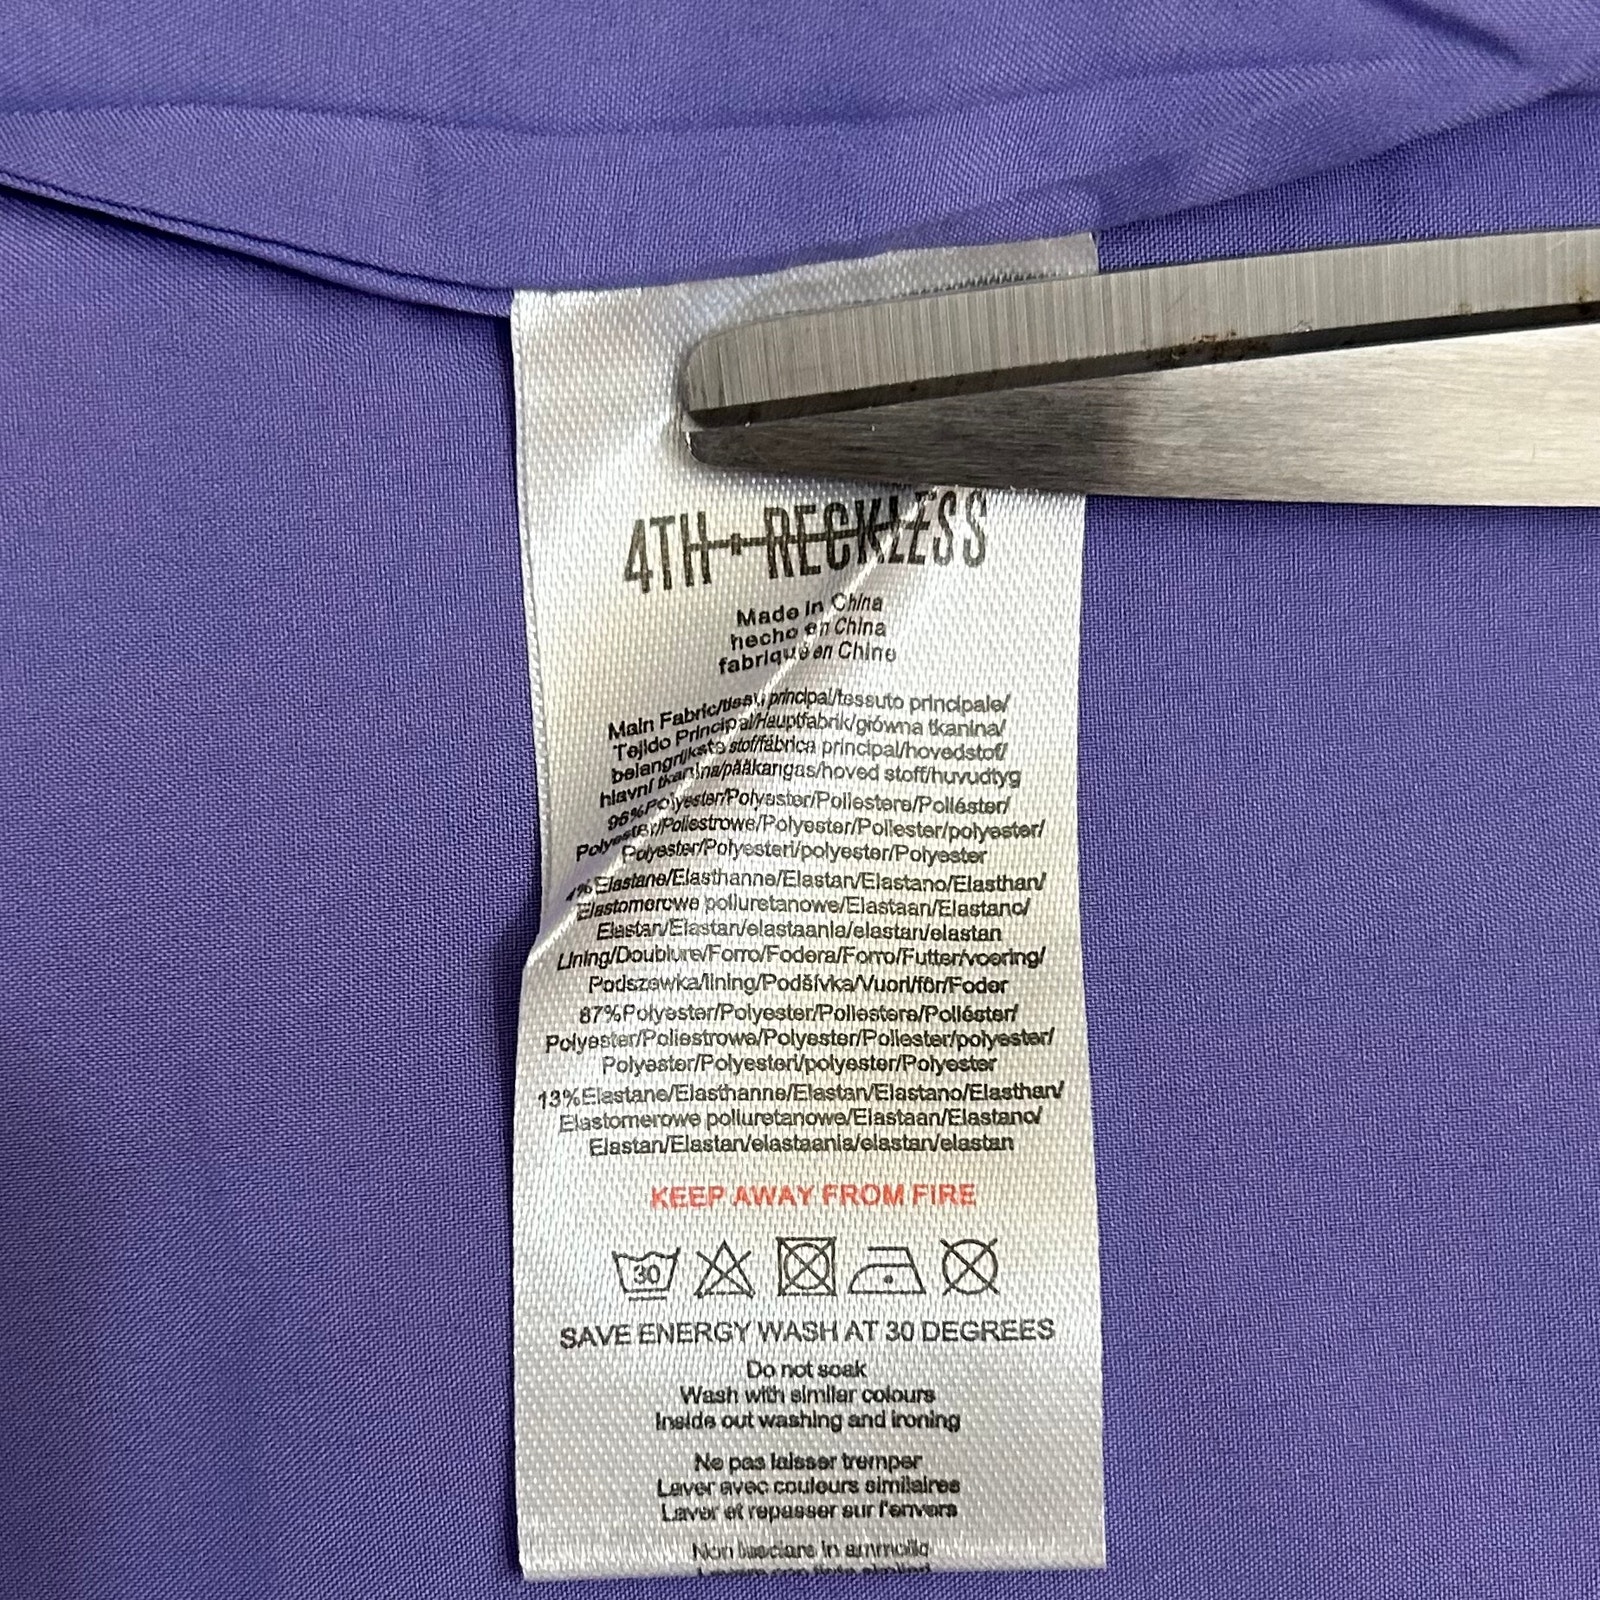 4TH + RECKLESS
Made in China
hecho en China
fabriqué en Chine
Main Fabric/tissu principal/tessuto principale/
Tejido Principal/Hauptfabrik/główna tkanina/
belangrijkste stof/fábrica principal/hovedstof/
hlavní tkanina/pääkangas/hoved stoff/huvudtyg
96%Polyester/Polyester/Poliestere/Poliéster/
Polyester/Poliestrowe/Polyester/Poliester/polyester/
Polyester/Polyesteri/polyester/Polyester
4%Elastane/Elasthanne/Elastan/Elastano/Elasthan/
Elastomerowe poliuretanowe/Elastaan/Elastano/
Elastan/Elastan/elastaania/elastan/elastan
Lining/Doublure/Forro/Fodera/Forro/Futter/voering/
Podszewka/lining/Podšívka/Vuori/fôr/Foder
87%Polyester/Polyester/Poliestere/Poliéster/
Polyester/Poliestrowe/Polyester/Poliester/polyester/
Polyester/Polyesteri/polyester/Polyester
13%Elastane/Elasthanne/Elastan/Elastano/Elasthan/
Elastomerowe poliuretanowe/Elastaan/Elastano/
Elastan/Elastan/elastaania/elastan/elastan
KEEP AWAY FROM FIRE
30
SAVE ENERGY WASH AT 30 DEGREES
Do not soak
Wash with similar colours
Inside out washing and ironing
Ne pas laisser tremper
Laver avec couleurs similaires
Laver et repasser sur l'envers
Non lasciare in ammollo